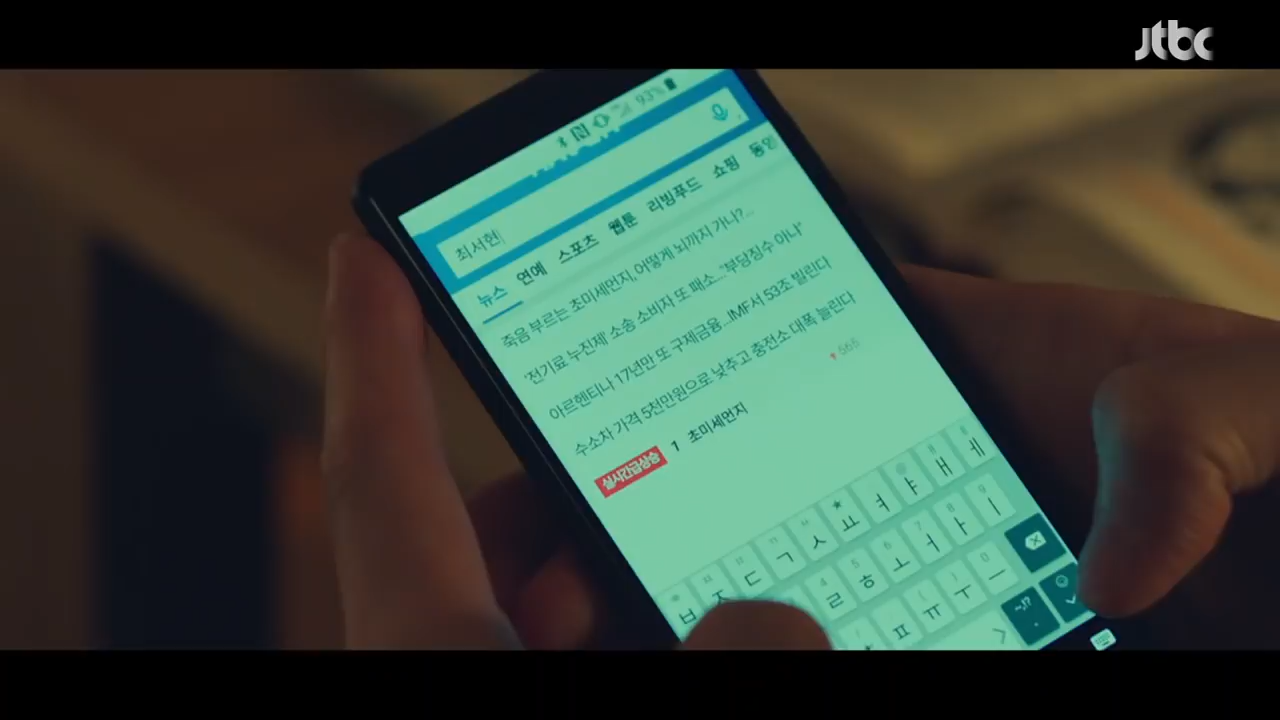 jtbc
93%
최서현
뉴스 연예 스포츠 웹툰 리빙푸드 쇼핑
죽음 부르는 초미세먼지, 어떻게 뇌까지 가나?...
'전기료 누진제' 소송 소비자 또 패소..."부당징수 아냐"
아르헨티나 17년만 또 구제금융...IMF서 53조 빌린다
수소차 가격 5천만원으로 낮추고 충전소 대폭 늘린다
실시간급상승 1 초미세먼지 565
ㅂ ㅈ ㄷ ㄱ ㅅ ㅛ ㅕ ㅑ ㅐ ㅔ
ㄹ ㅎ ㅗ ㅓ ㅏ ㅣ
ㅍ ㅠ ㅜ ㅡ